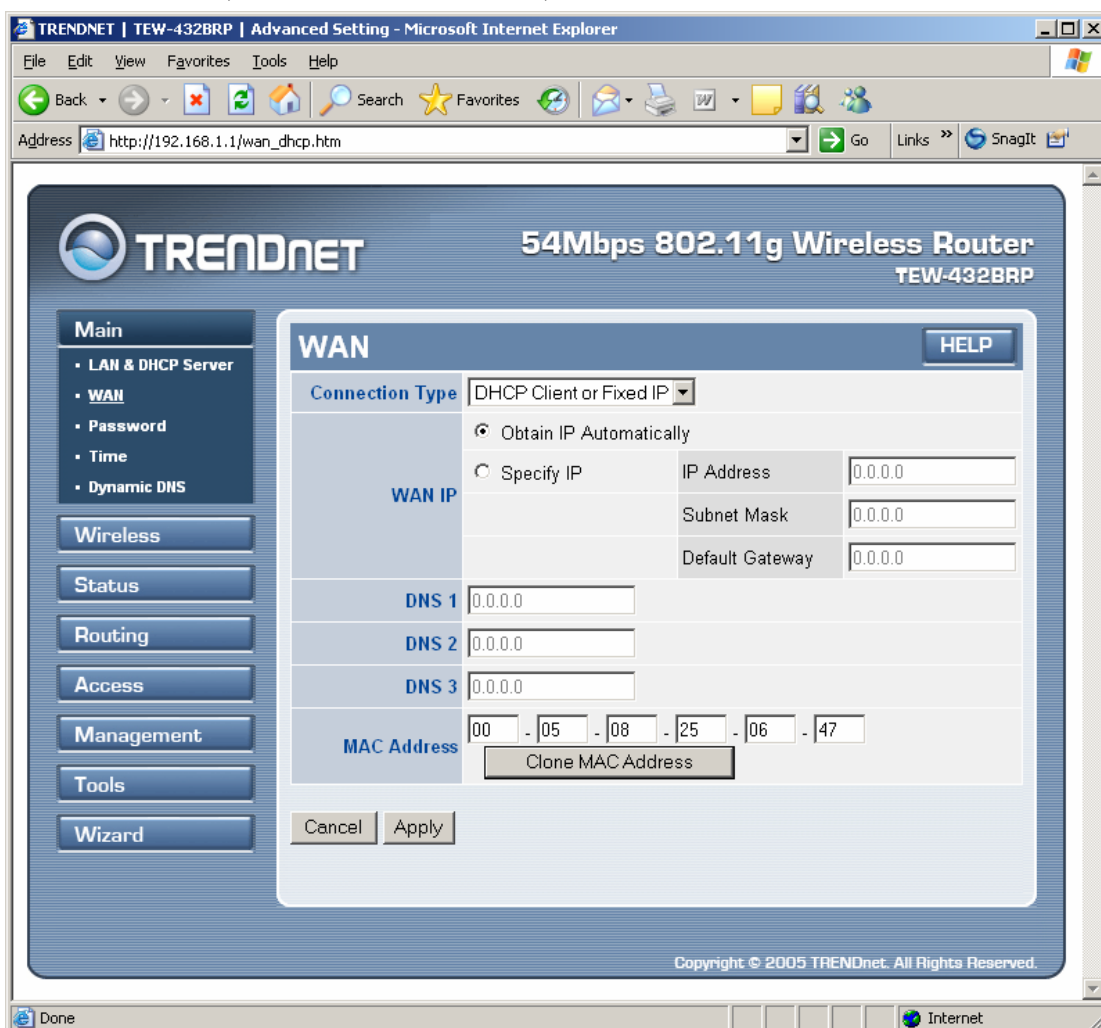 TRENDNET | TEW-432BRP | Advanced Setting - Microsoft Internet Explorer
File Edit View Favorites Tools Help
Back Search Favorites
Address http://192.168.1.1/wan_dhcp.htm Go Links » SnagIt
TRENDNET
54Mbps 802.11g Wireless Router
TEW-432BRP
Main
LAN & DHCP Server
WAN
Password
Time
Dynamic DNS
Wireless
Status
Routing
Access
Management
Tools
Wizard
WAN HELP
Connection Type DHCP Client or Fixed IP
WAN IP
Obtain IP Automatically
Specify IP IP Address 0.0.0.0
Subnet Mask 0.0.0.0
Default Gateway 0.0.0.0
DNS 1 0.0.0.0
DNS 2 0.0.0.0
DNS 3 0.0.0.0
MAC Address 00 - 05 - 08 - 25 - 06 - 47
Clone MAC Address
Cancel Apply
Copyright © 2005 TRENDnet. All Rights Reserved.
Done Internet